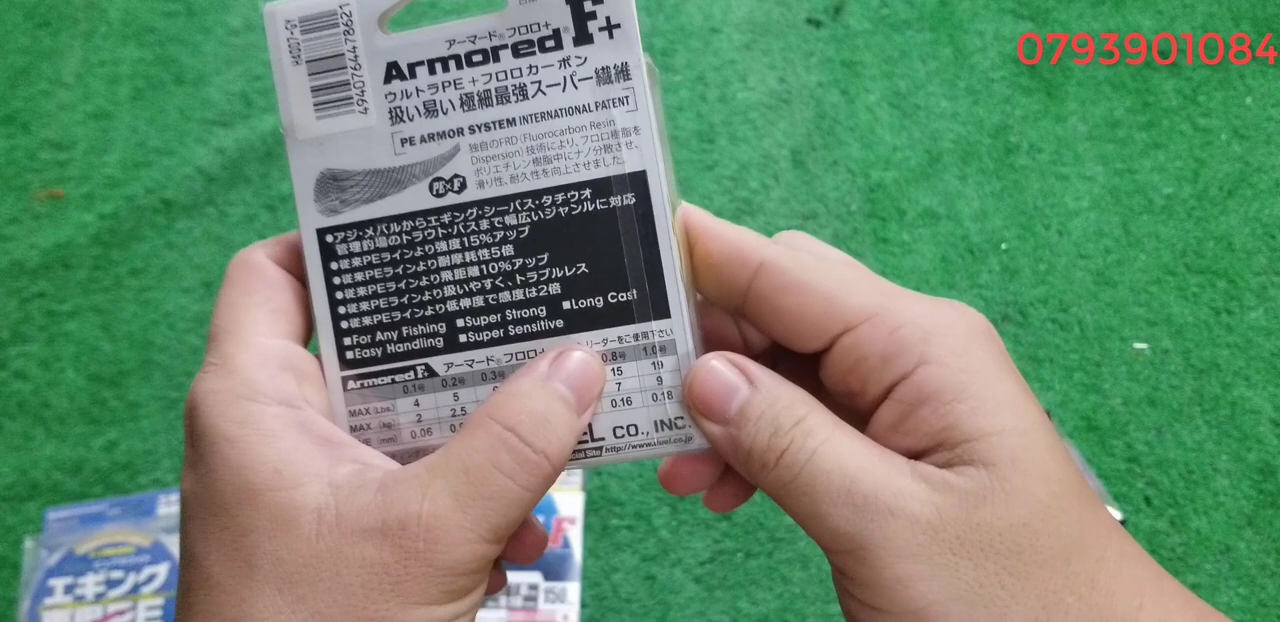 0793901084
H4007-GY
4940764478621
アーマード®フロロ+
Armored® F+
ウルトラPE+フロロカーボン
扱い易い 極細最強スーパー繊維
PE ARMOR SYSTEM INTERNATIONAL PATENT
独自のFRD(Fluorocarbon Resin
Dispersion)技術により、フロロ樹脂を
ポリエチレン樹脂中にナノ分散させ、
滑り性、耐久性を向上させました。
PE×F
●アジ・メバルからエギング・シーバス・タチウオ
管理釣場のトラウト・バスまで幅広いジャンルに対応
●従来PEラインより強度15%アップ
●従来PEラインより耐摩耗性5倍
●従来PEラインより飛距離10%アップ
●従来PEラインより扱いやすく、トラブルレス
●従来PEラインより低伸度で感度は2倍
■For Any Fishing ■Super Strong ■Long Cast
■Easy Handling ■Super Sensitive
Armored F+ アーマード®フロロ+ リーダーをご使用下さい
0.1号 0.2号 0.3号 0.8号 1.0号
MAX (Lbs.) 4 5 15 19
MAX (kg) 2 2.5 7 9
(mm) 0.06 0.16 0.18
EL CO., INC.
cial Site http://www.duel.co.jp
エギング
F
150